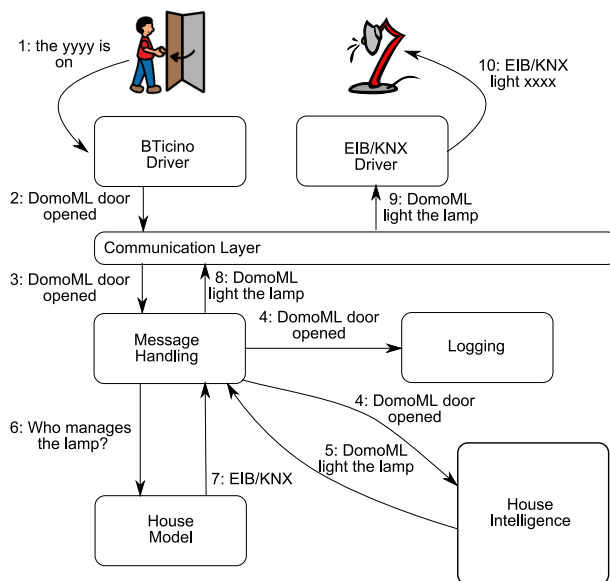 1: the yyyy is
on
10: EIB/KNX
light xxxx
BTicino
Driver
EIB/KNX
Driver
2: DomoML door
opened
9: DomoML
light the lamp
Communication Layer
3: DomoML door
opened
8: DomoML
light the lamp
Message
Handling
4: DomoML door
opened
Logging
4: DomoML door
opened
6: Who manages
the lamp?
5: DomoML
light the lamp
7: EIB/KNX
House
Model
House
Intelligence